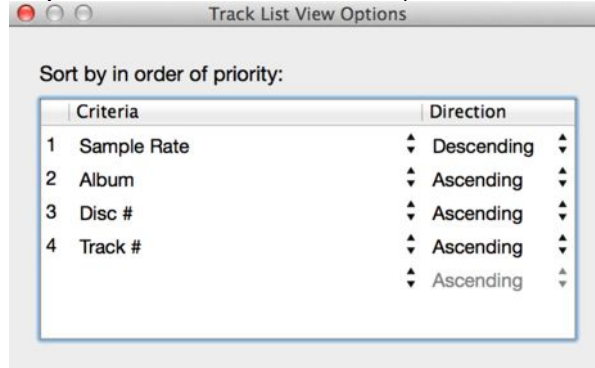 Track List View Options
Sort by in order of priority:
Criteria Direction
1 Sample Rate Descending
2 Album Ascending
3 Disc # Ascending
4 Track # Ascending
Ascending